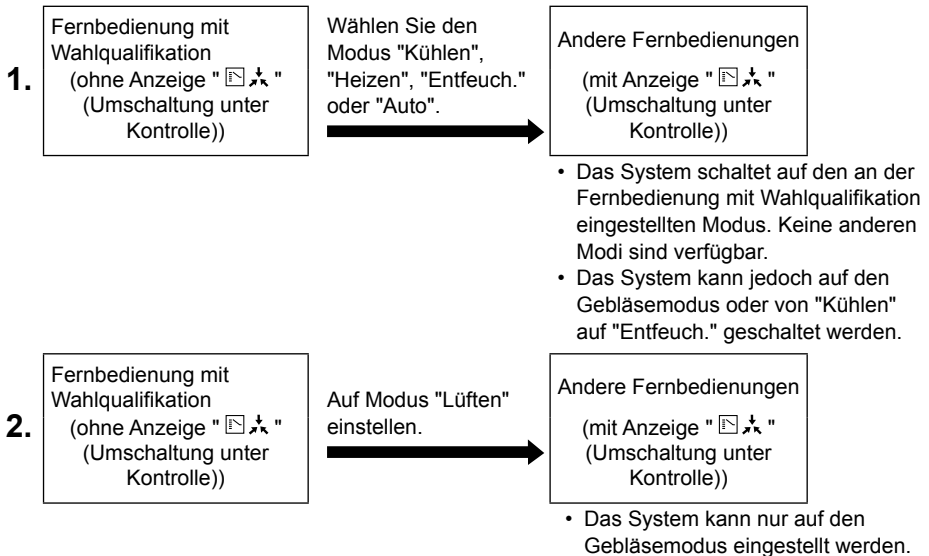 1.
Fernbedienung mit
Wahlqualifikation
(ohne Anzeige " "
(Umschaltung unter
Kontrolle))
Wählen Sie den
Modus "Kühlen",
"Heizen", "Entfeuch."
oder "Auto".
Andere Fernbedienungen
(mit Anzeige " "
(Umschaltung unter
Kontrolle))
• Das System schaltet auf den an der
Fernbedienung mit Wahlqualifikation
eingestellten Modus. Keine anderen
Modi sind verfügbar.
• Das System kann jedoch auf den
Gebläsemodus oder von "Kühlen"
auf "Entfeuch." geschaltet werden.
2.
Fernbedienung mit
Wahlqualifikation
(ohne Anzeige " "
(Umschaltung unter
Kontrolle))
Auf Modus "Lüften"
einstellen.
Andere Fernbedienungen
(mit Anzeige " "
(Umschaltung unter
Kontrolle))
• Das System kann nur auf den
Gebläsemodus eingestellt werden.